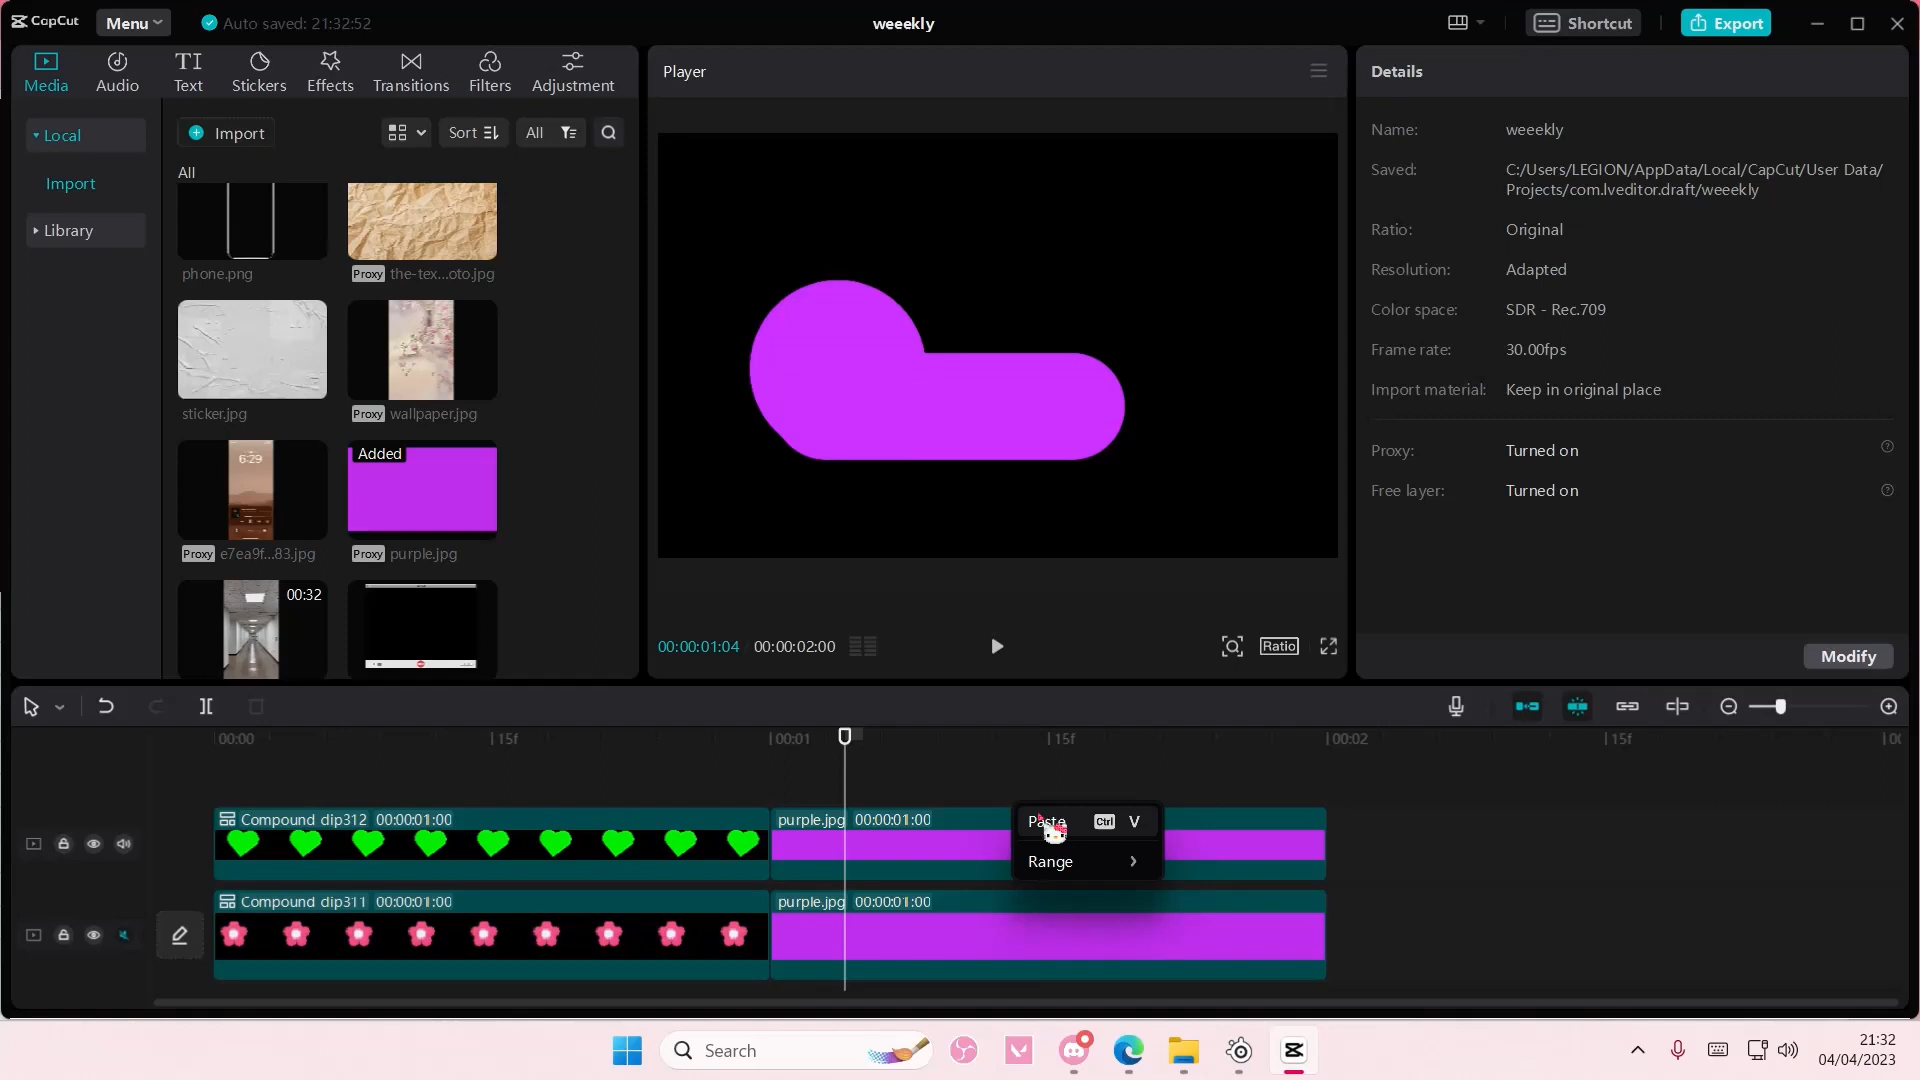 CapCut
Menu
Auto saved: 21:32:52
weeekly
Shortcut
Export
Media
Audio
TI
Text
Stickers
Effects
Transitions
Filters
Adjustment
Player
Details
Local
Import
Library
Import
Sort
All
All
phone.png
Proxy the-tex...oto.jpg
sticker.jpg
Proxy wallpaper.jpg
6:29
Added
Proxy e7ea9f...83.jpg
Proxy purple.jpg
00:32
Name: weeekly
Saved: C:/Users/LEGION/AppData/Local/CapCut/User Data/
Projects/com.lveditor.draft/weeekly
Ratio: Original
Resolution: Adapted
Color space: SDR - Rec.709
Frame rate: 30.00fps
Import material: Keep in original place
Proxy: Turned on
Free layer: Turned on
Modify
00:00:01:04 00:00:02:00
Ratio
00:00
15f
00:01
15f
00:02
15f
Compound clip312 00:00:01:00
purple.jpg 00:00:01:00
Paste Ctrl V
Range
Compound clip311 00:00:01:00
purple.jpg 00:00:01:00
Search
21:32
04/04/2023